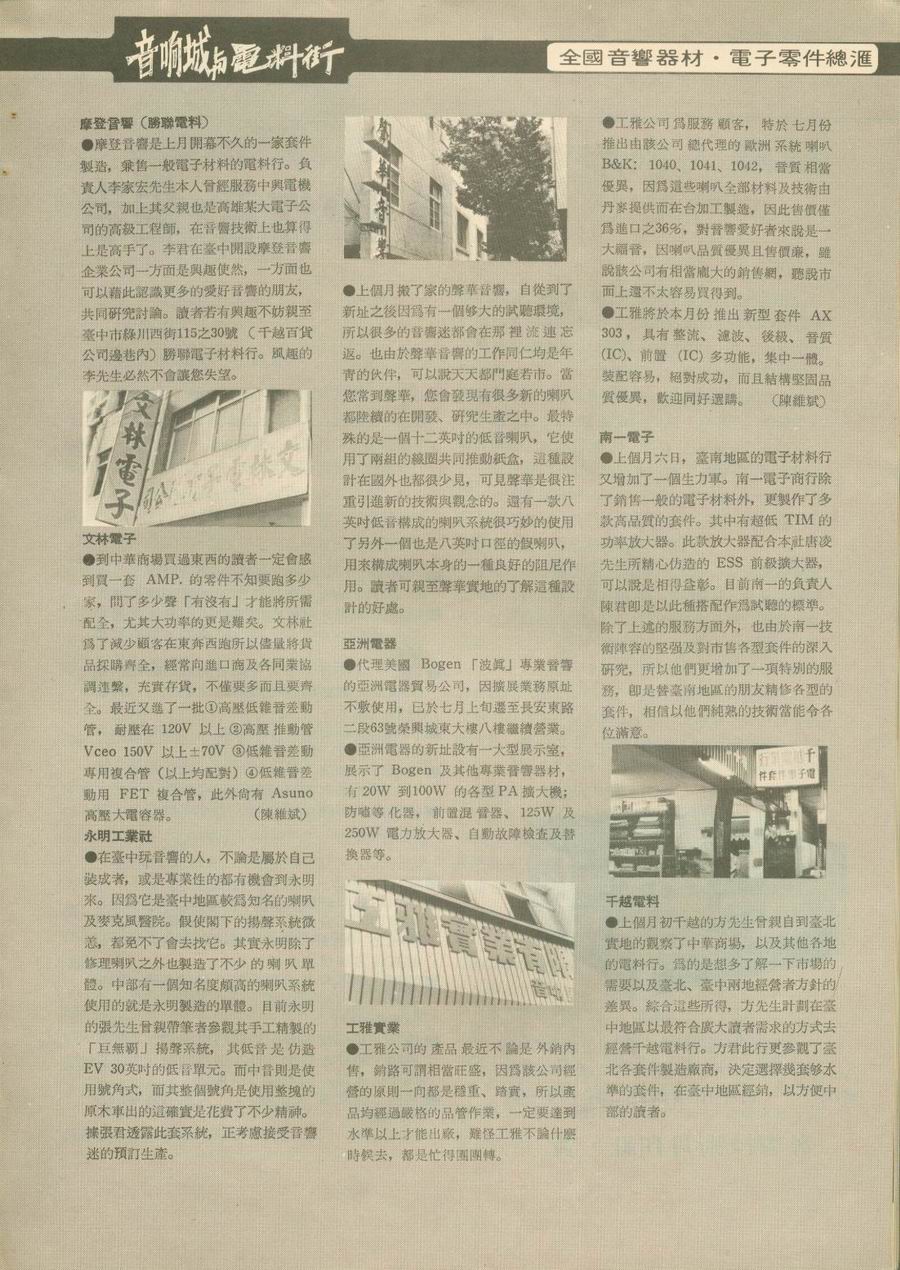 音响城与電料街
全國音響器材·電子零件總滙
摩登音響（勝聯電料）
●摩登音響是上月開幕不久的一家套件
製造，兼售一般電子材料的電料行。負
責人李家宏先生本人曾經服務中興電機
公司，加上其父親也是高雄某大電子公
司的高級工程師，在音響技術上也算得
上是高手了。李君在臺中開設摩登音響
企業公司一方面是興趣使然，一方面也
可以藉此認識更多的愛好音響的朋友，
共同研究討論。讀者若有興趣不妨親至
臺中市綠川西街115之30號（千越百貨
公司邊巷內）勝聯電子材料行。風趣的
李先生必然不會讓您失望。
文林電子
文林電子
●到中華商場買過東西的讀者一定會感
到買一套 AMP. 的零件不知要跑多少
家，問了多少聲「有沒有」才能將所需
配全，尤其大功率的更是難矣。文林社
爲了減少顧客在東奔西跑所以儘量將貨
品採購齊全，經常向進口商及各同業協
調連繫，充實存貨，不僅要多而且要齊
全。最近又進了一批①高壓低雜音差動
管，耐壓在 120V 以上②高壓推動管
Vceo 150V 以上±70V ③低雜音差動
專用複合管（以上均配對）④低雜音差
動用 FET 複合管，此外尙有 Asuno
高壓大電容器。 （陳維斌）
永明工業社
●在臺中玩音響的人，不論是屬於自己
裝成者，或是專業性的都有機會到永明
來。因爲它是臺中地區較爲知名的喇叭
及麥克風醫院。假使閣下的揚聲系統微
恙，都免不了會去找它。其實永明除了
修理喇叭之外也製造了不少的喇叭單
體。中部有一個知名度頗高的喇叭系統
使用的就是永明製造的單體。目前永明
的張先生曾親帶筆者參觀其手工精製的
「巨無霸」揚聲系統，其低音是仿造
EV 30英吋的低音單元。而中音則是使
用號角式，而其整個號角是使用整塊的
原木車出的這確實是花費了不少精神。
據張君透露此套系統，正考慮接受音響
迷的預訂生產。
聲華音響
●上個月搬了家的聲華音響，自從到了
新址之後因爲有一個够大的試聽環境，
所以很多的音響迷都會在那裡流連忘
返。也由於聲華音響的工作同仁均是年
靑的伙伴，可以說天天都門庭若市。當
您常到聲華，您會發現有很多新的喇叭
都陸續的在開發、研究生產之中。最特
殊的是一個十二英吋的低音喇叭，它使
用了兩組的線圈共同推動紙盆，這種設
計在國外也都很少見，可見聲華是很注
重引進新的技術與觀念的。還有一款八
英吋低音構成的喇叭系統很巧妙的使用
了另外一個也是八英吋口徑的假喇叭，
用來構成喇叭本身的一種良好的阻尼作
用。讀者可親至聲華實地的了解這種設
計的好處。
亞洲電器
●代理美國 Bogen「波眞」專業音響
的亞洲電器貿易公司，因擴展業務原址
不敷使用，已於七月上旬遷至長安東路
二段63號榮興城東大樓八樓繼續營業。
●亞洲電器的新址設有一大型展示室，
展示了 Bogen 及其他專業音響器材，
有 20W 到100W 的各型PA擴大機；
防嘯等化器，前置混音器、125W 及
250W 電力放大器、自動故障檢查及替
換器等。
工雅實業有限
音响
工雅實業
●工雅公司的產品最近不論是外銷內
售，銷路可謂相當旺盛，因爲該公司經
營的原則一向都是穩重、踏實，所以產
品均經過嚴格的品管作業，一定要達到
水準以上才能出廠，難怪工雅不論什麼
時候去，都是忙得團團轉。
●工雅公司爲服務顧客，特於七月份
推出由該公司總代理的歐洲系統喇叭
B&K: 1040、1041、1042，音質相當
優異，因爲這些喇叭全部材料及技術由
丹麥提供而在台加工製造，因此售價僅
爲進口之36%，對音響愛好者來說是一
大福音，因喇叭品質優異且售價廉，雖
說該公司有相當龐大的銷售網，聽說市
面上還不太容易買得到。
●工雅將於本月份推出新型套件 AX
303，具有整流、濾波、後級、音質
(IC)、前置 (IC) 多功能，集中一體。
裝配容易，絕對成功，而且結構堅固品
質優異，歡迎同好選購。 （陳維斌）
南一電子
●上個月六日，臺南地區的電子材料行
又增加了一個生力軍。南一電子商行除
了銷售一般的電子材料外，更製作了多
款高品質的套件。其中有超低 TIM 的
功率放大器。此款放大器配合本社唐凌
先生所精心仿造的 ESS 前級擴大器，
可以說是相得益彰。目前南一的負責人
陳君卽是以此種搭配作爲試聽的標準。
除了上述的服務方面外，也由於南一技
術陣容的堅强及對市售各型套件的深入
研究，所以他們更增加了一項特別的服
務，卽是替臺南地區的朋友精修各型的
套件，相信以他們純熟的技術當能令各
位滿意。
千越電料
●上個月初千越的方先生曾親自到臺北
實地的觀察了中華商場，以及其他各地
的電料行。爲的是想多了解一下市場的
需要以及臺北、臺中兩地經營者方針的
差異。綜合這些所得，方先生計劃在臺
中地區以最符合廣大讀者需求的方式去
經營千越電料行。方君此行更參觀了臺
北各套件製造廠商，決定選擇幾套够水
準的套件，在臺中地區經銷，以方便中
部的讀者。